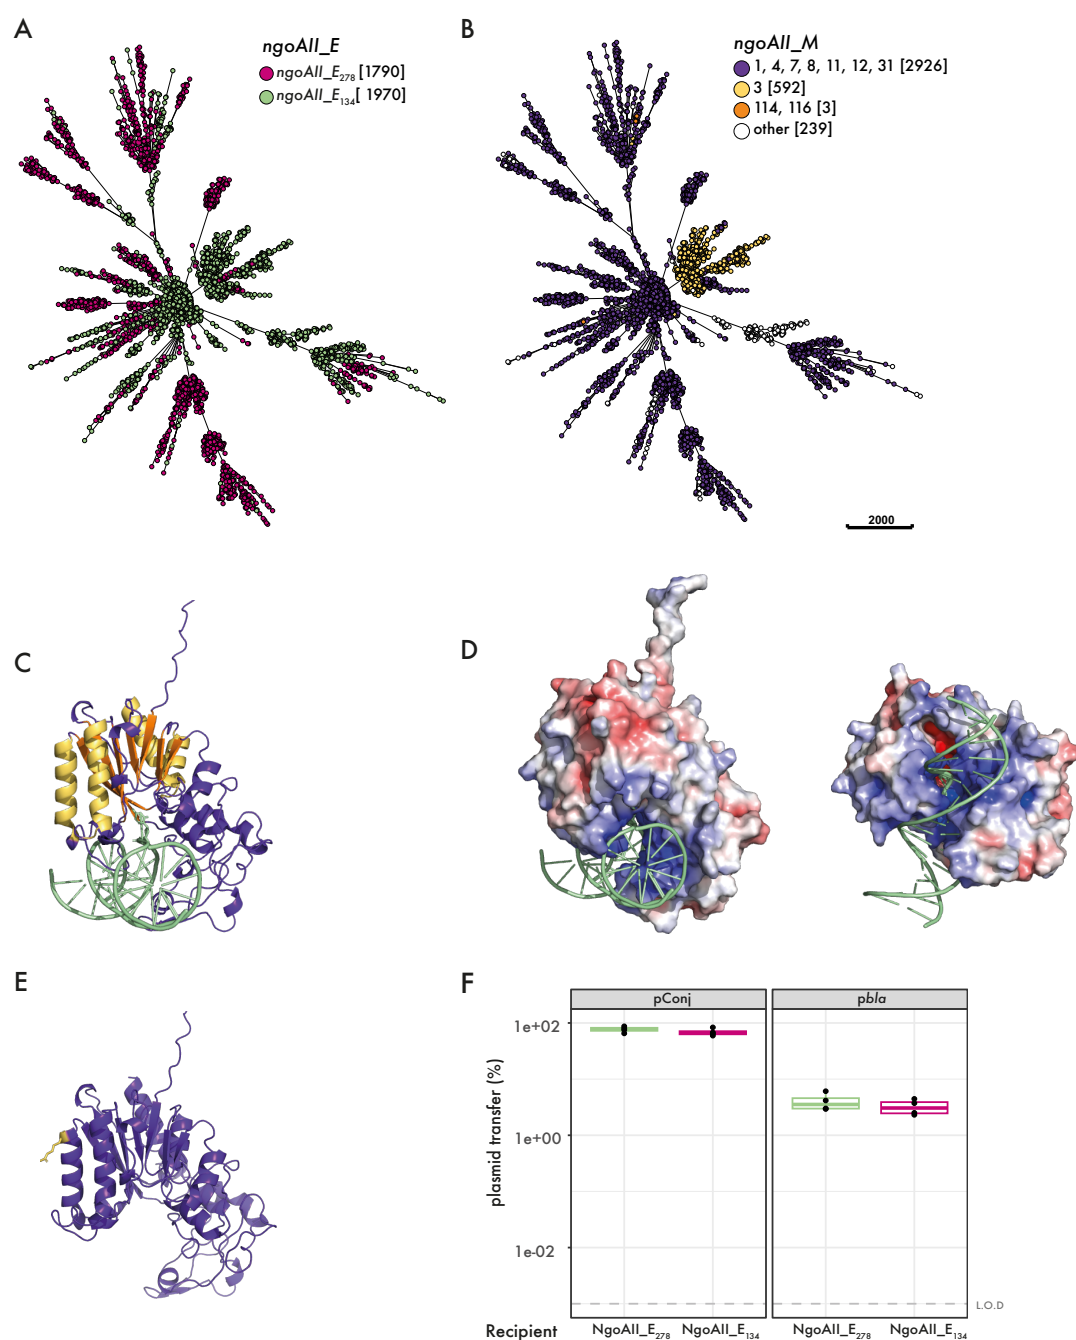 A
ngoAII_E
ngoAII_E278 [1790]
ngoAII_E134[ 1970]
B
ngoAII_M
1, 4, 7, 8, 11, 12, 31 [2926]
3 [592]
114, 116 [3]
other [239]
2000
C
D
E
F
pConj
pbla
plasmid transfer (%)
1e+02
1e+00
1e-02
L.O.D
Recipient
NgoAII_E278
NgoAII_E134
NgoAII_E278
NgoAII_E134